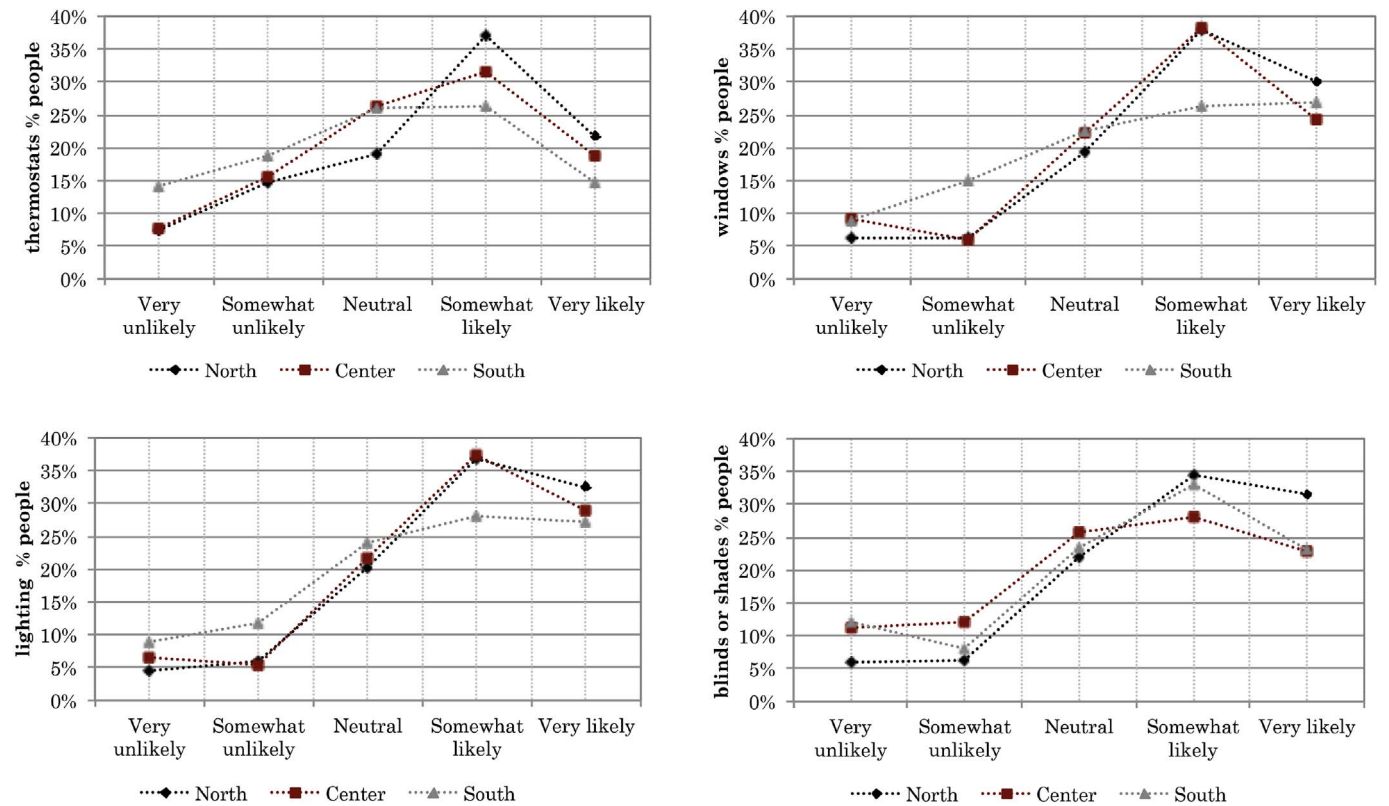 thermostats % people
40%
35%
30%
25%
20%
15%
10%
5%
0%
Very unlikely
Somewhat unlikely
Neutral
Somewhat likely
Very likely
North
Center
South
windows % people
40%
35%
30%
25%
20%
15%
10%
5%
0%
Very unlikely
Somewhat unlikely
Neutral
Somewhat likely
Very likely
North
Center
South
lighting % people
40%
35%
30%
25%
20%
15%
10%
5%
0%
Very unlikely
Somewhat unlikely
Neutral
Somewhat likely
Very likely
North
Center
South
blinds or shades % people
40%
35%
30%
25%
20%
15%
10%
5%
0%
Very unlikely
Somewhat unlikely
Neutral
Somewhat likely
Very likely
North
Center
South